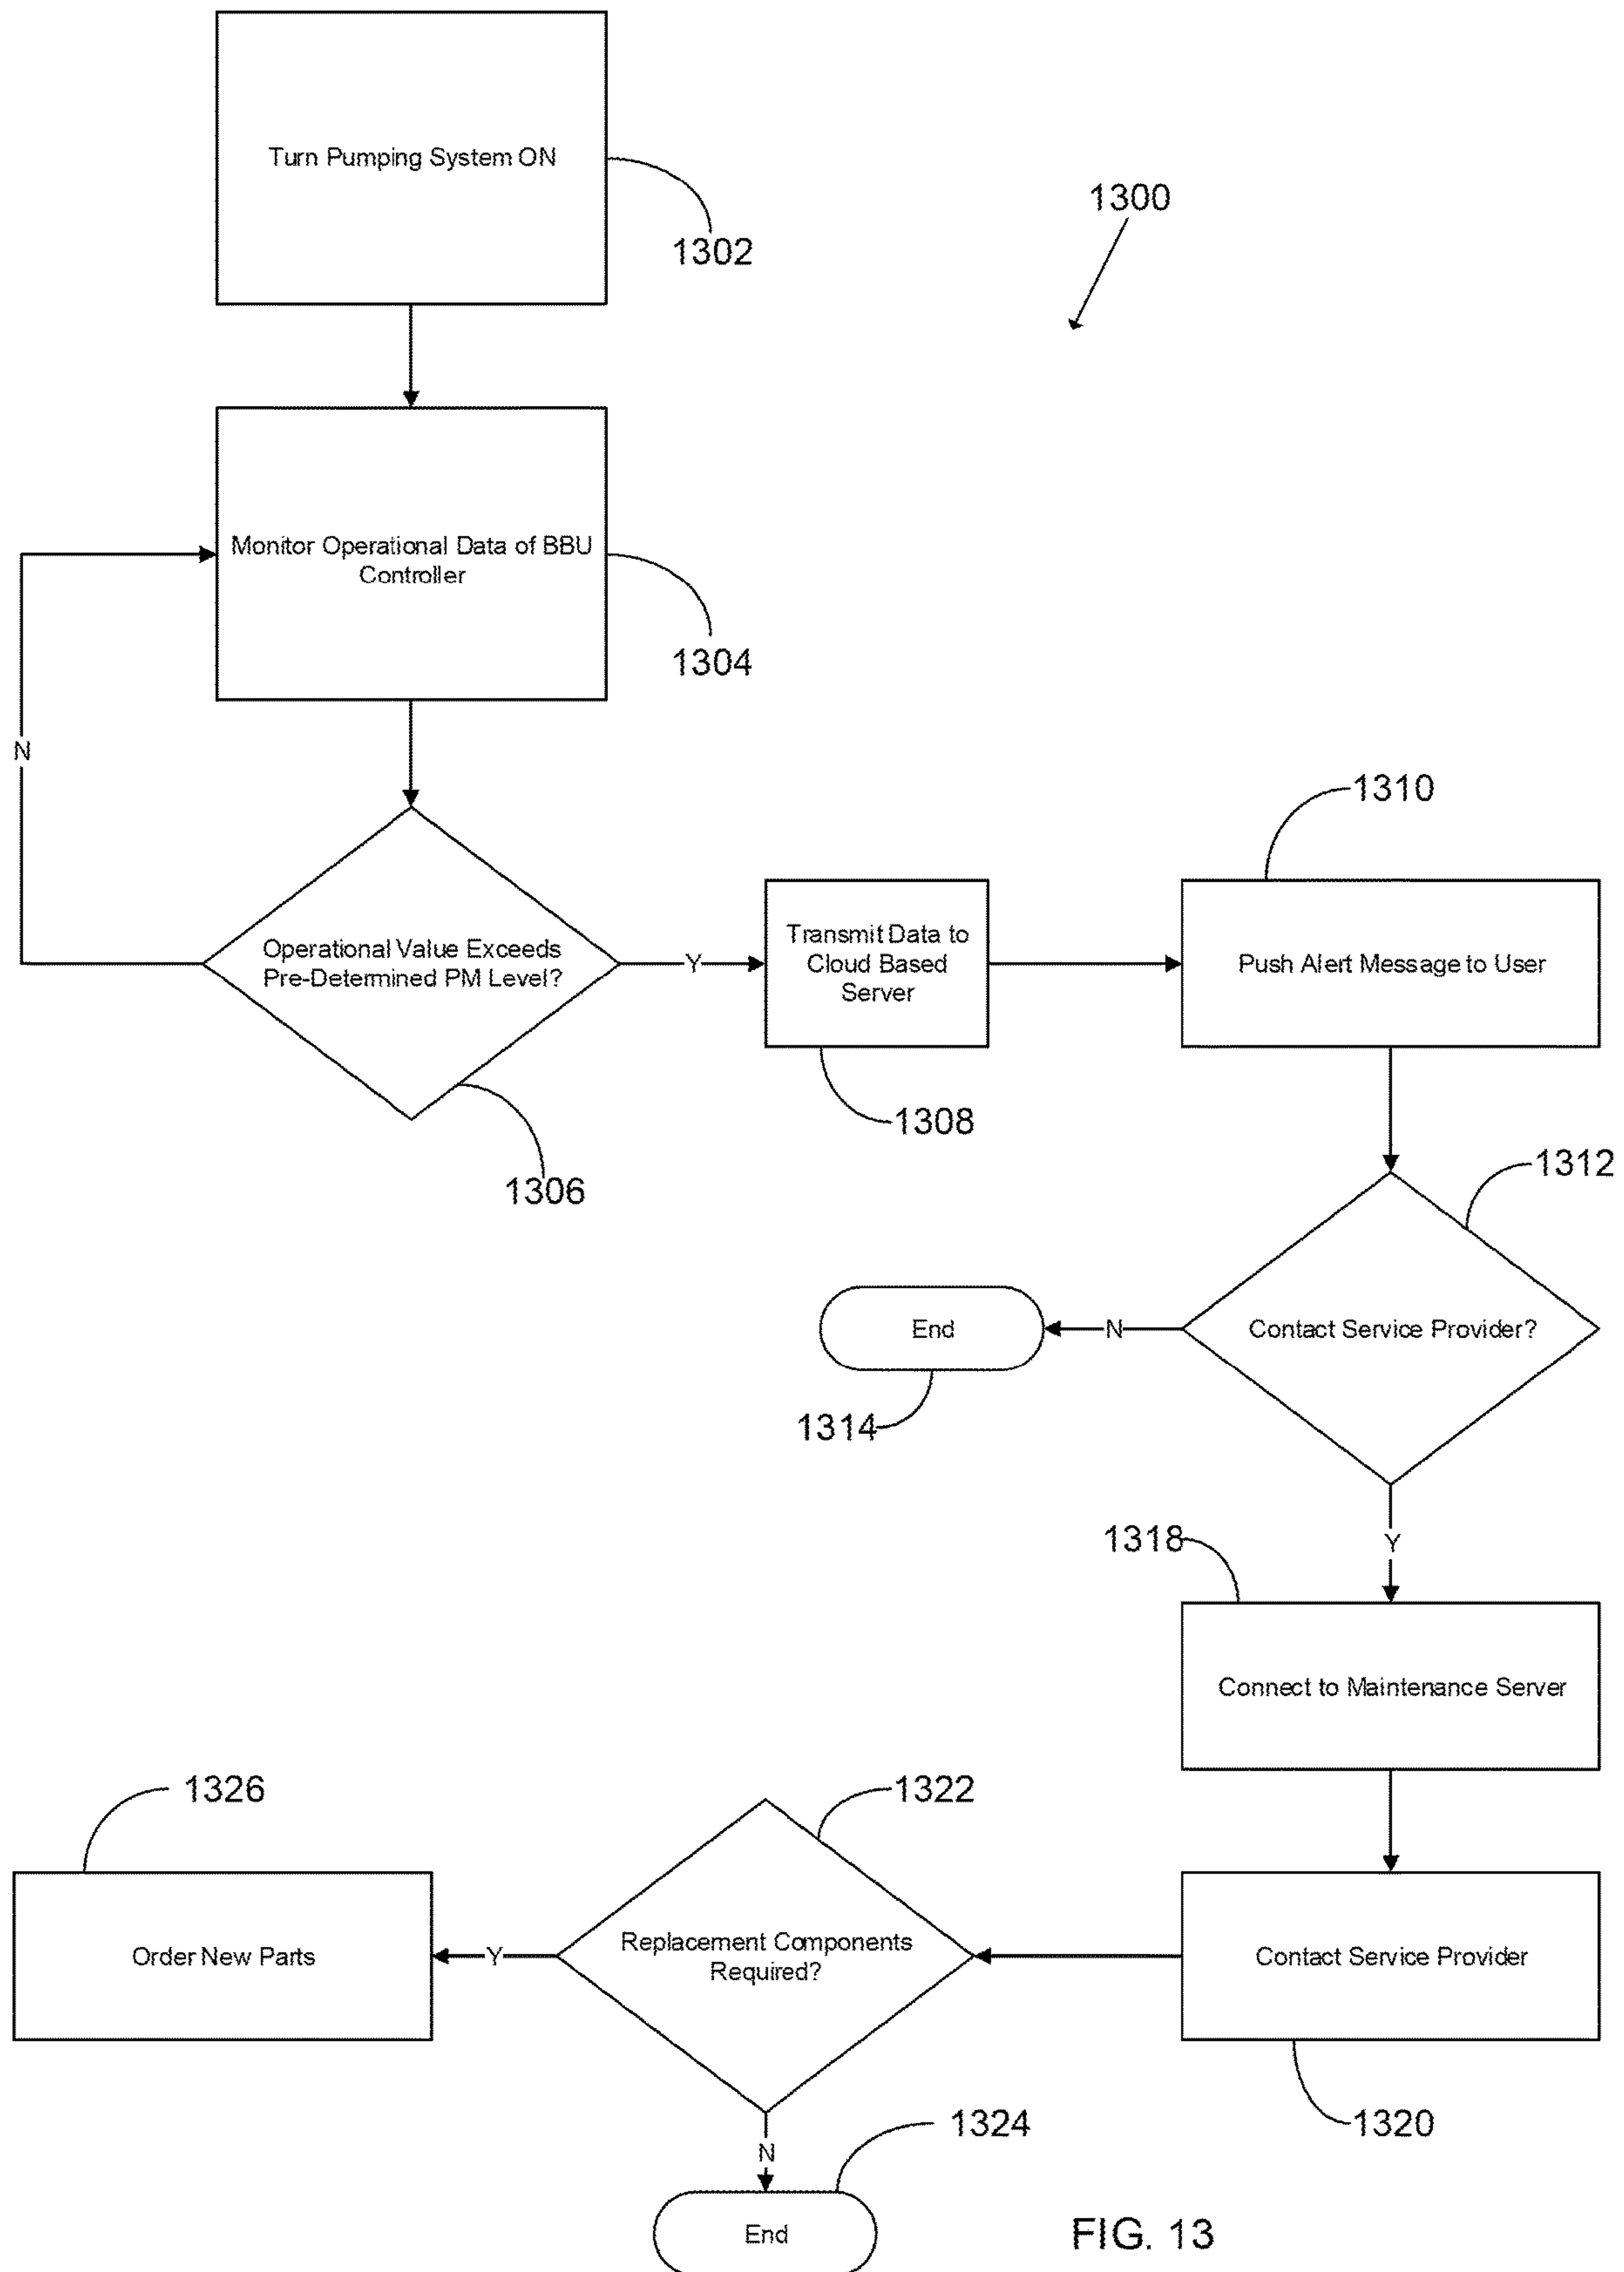 Turn Pumping System ON
1302
1300
Monitor Operational Data of BBU
Controller
1304
N
Operational Value Exceeds
Pre-Determined PM Level?
1306
Y
Transmit Data to
Cloud Based
Server
1308
1310
Push Alert Message to User
1312
Contact Service Provider?
N
End
1314
Y
1318
Connect to Maintenance Server
Contact Service Provider
1320
1322
Replacement Components
Required?
Y
1326
Order New Parts
N
1324
End
FIG. 13